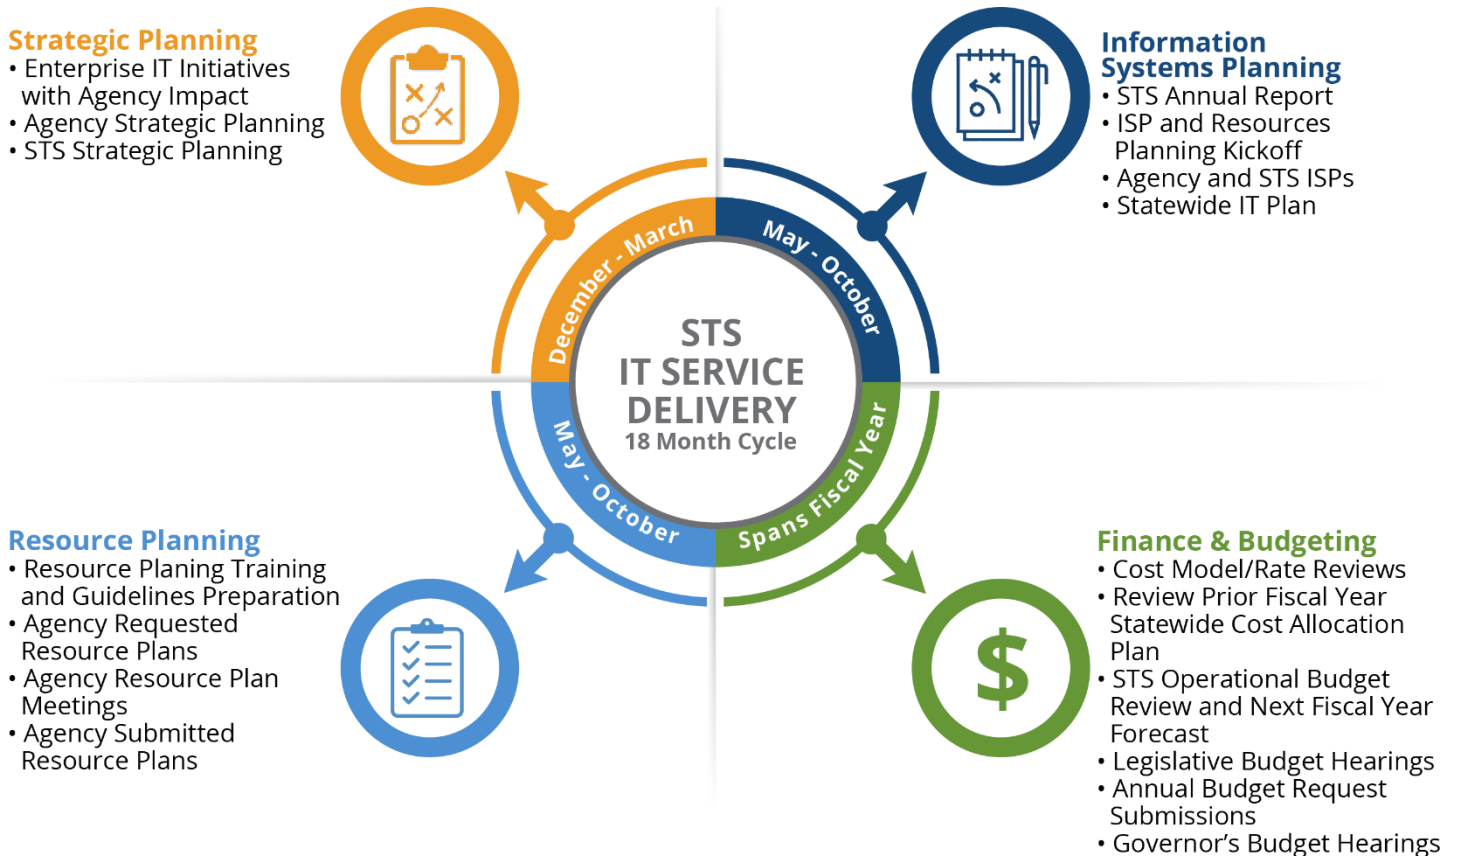 Strategic Planning
• Enterprise IT Initiatives
with Agency Impact
• Agency Strategic Planning
• STS Strategic Planning
Information
Systems Planning
• STS Annual Report
• ISP and Resources
Planning Kickoff
• Agency and STS ISPs
• Statewide IT Plan
December - March
May - October
STS
IT SERVICE
DELIVERY
18 Month Cycle
May - October
Spans Fiscal Year
Resource Planning
• Resource Planing Training
and Guidelines Preparation
• Agency Requested
Resource Plans
• Agency Resource Plan
Meetings
• Agency Submitted
Resource Plans
$
Finance & Budgeting
• Cost Model/Rate Reviews
• Review Prior Fiscal Year
Statewide Cost Allocation
Plan
• STS Operational Budget
Review and Next Fiscal Year
Forecast
• Legislative Budget Hearings
• Annual Budget Request
Submissions
• Governor’s Budget Hearings